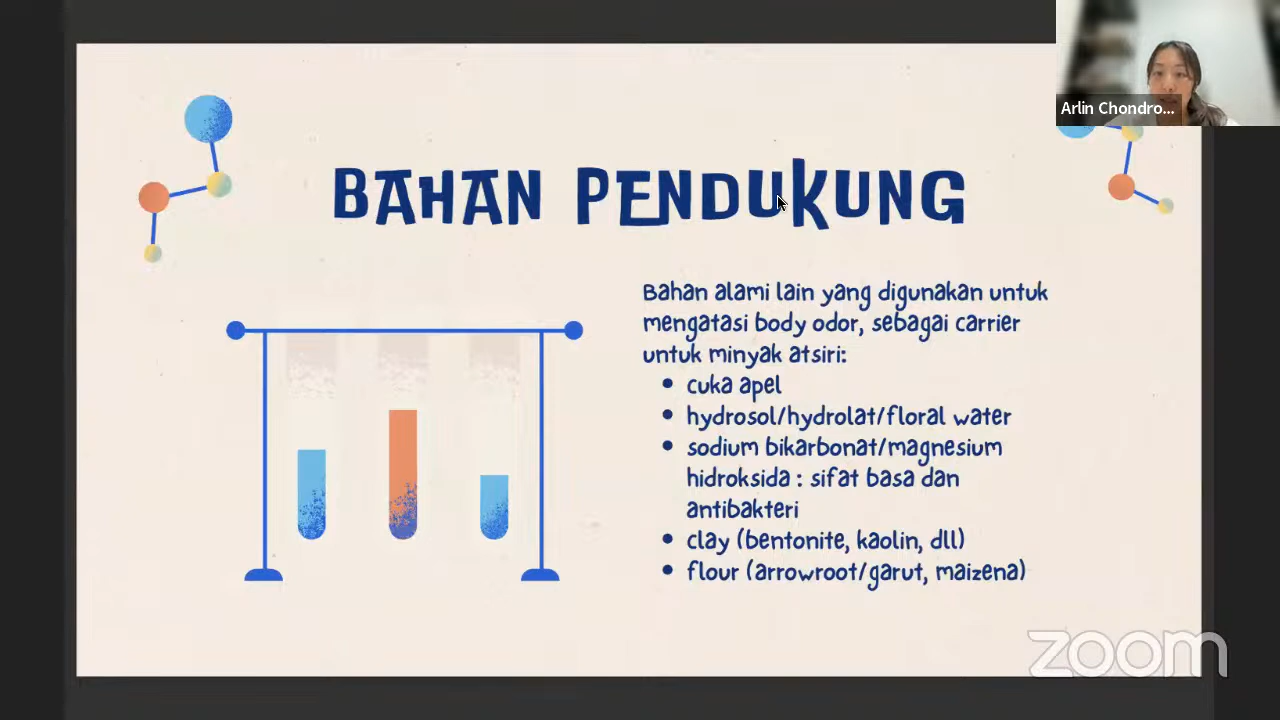 Arlin Chondro...
BAHAN PENDUKUNG
Bahan alami lain yang digunakan untuk
mengatasi body odor, sebagai carrier
untuk minyak atsiri:
• cuka apel
• hydrosol/hydrolat/floral water
• sodium bikarbonat/magnesium
hidroksida : sifat basa dan
antibakteri
• clay (bentonite, kaolin, dll)
• flour (arrowroot/garut, maizena)
zoom